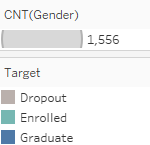 CNT(Gender)
1,556
Target
Dropout
Enrolled
Graduate